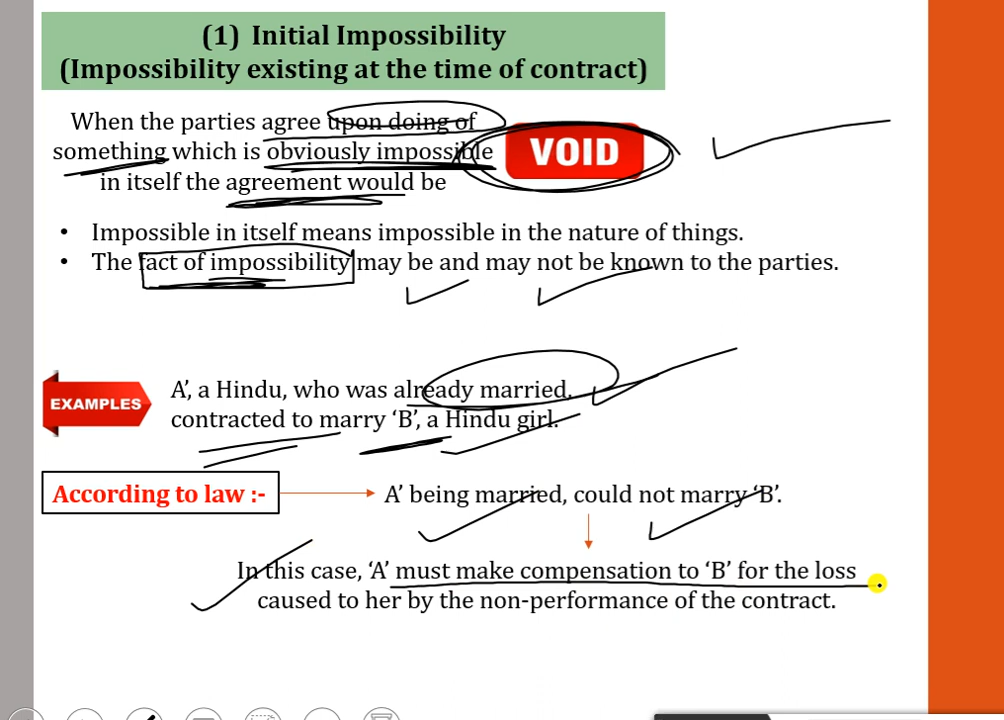 (1) Initial Impossibility
(Impossibility existing at the time of contract)
When the parties agree upon doing of
something which is obviously impossible
in itself the agreement would be
VOID
• Impossible in itself means impossible in the nature of things.
• The fact of impossibility may be and may not be known to the parties.
EXAMPLES
A’, a Hindu, who was already married,
contracted to marry ‘B’, a Hindu girl.
According to law :-
A’ being married, could not marry ‘B’.
In this case, ‘A’ must make compensation to ‘B’ for the loss
caused to her by the non-performance of the contract.